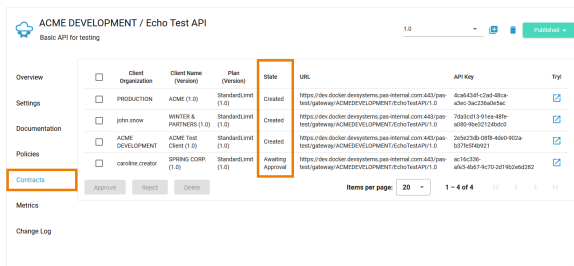 ACME DEVELOPMENT / Echo Test API
Basic API for testing
1.0
Published
Overview
Settings
Documentation
Policies
Contracts
Metrics
Change Log
Client Organization Client Name (Version) Plan (Version) State URL API Key Try!
PRODUCTION ACME (1.0) StandardLimit (1.0) Created https://dev.docker.devsystems.pas-internal.com:443/pas-test/gateway/ACMEDEVELOPMENT/EchoTestAPI/1.0 4ca6434f-c2ad-48ca-a3ec-3ac236a0e5ac
john.snow WINTER & PARTNERS (1.0) StandardLimit (1.0) Created https://dev.docker.devsystems.pas-internal.com:443/pas-test/gateway/ACMEDEVELOPMENT/EchoTestAPI/1.0 7da3cd13-91ea-48fe-a080-9be32124bdc0
ACME DEVELOPMENT ACME Test Client (1.0) StandardLimit (1.0) Created https://dev.docker.devsystems.pas-internal.com:443/pas-test/gateway/ACMEDEVELOPMENT/EchoTestAPI/1.0 2e5e23db-08f8-4de0-902a-b37fe5f4b921
caroline.creator SPRING CORP. (1.0) StandardLimit (1.0) Awaiting Approval https://dev.docker.devsystems.pas-internal.com:443/pas-test/gateway/ACMEDEVELOPMENT/EchoTestAPI/1.0 ac16c336-afe3-4b67-9c70-2d19b2e6d282
Approve Reject Delete Items per page: 20 1 – 4 of 4